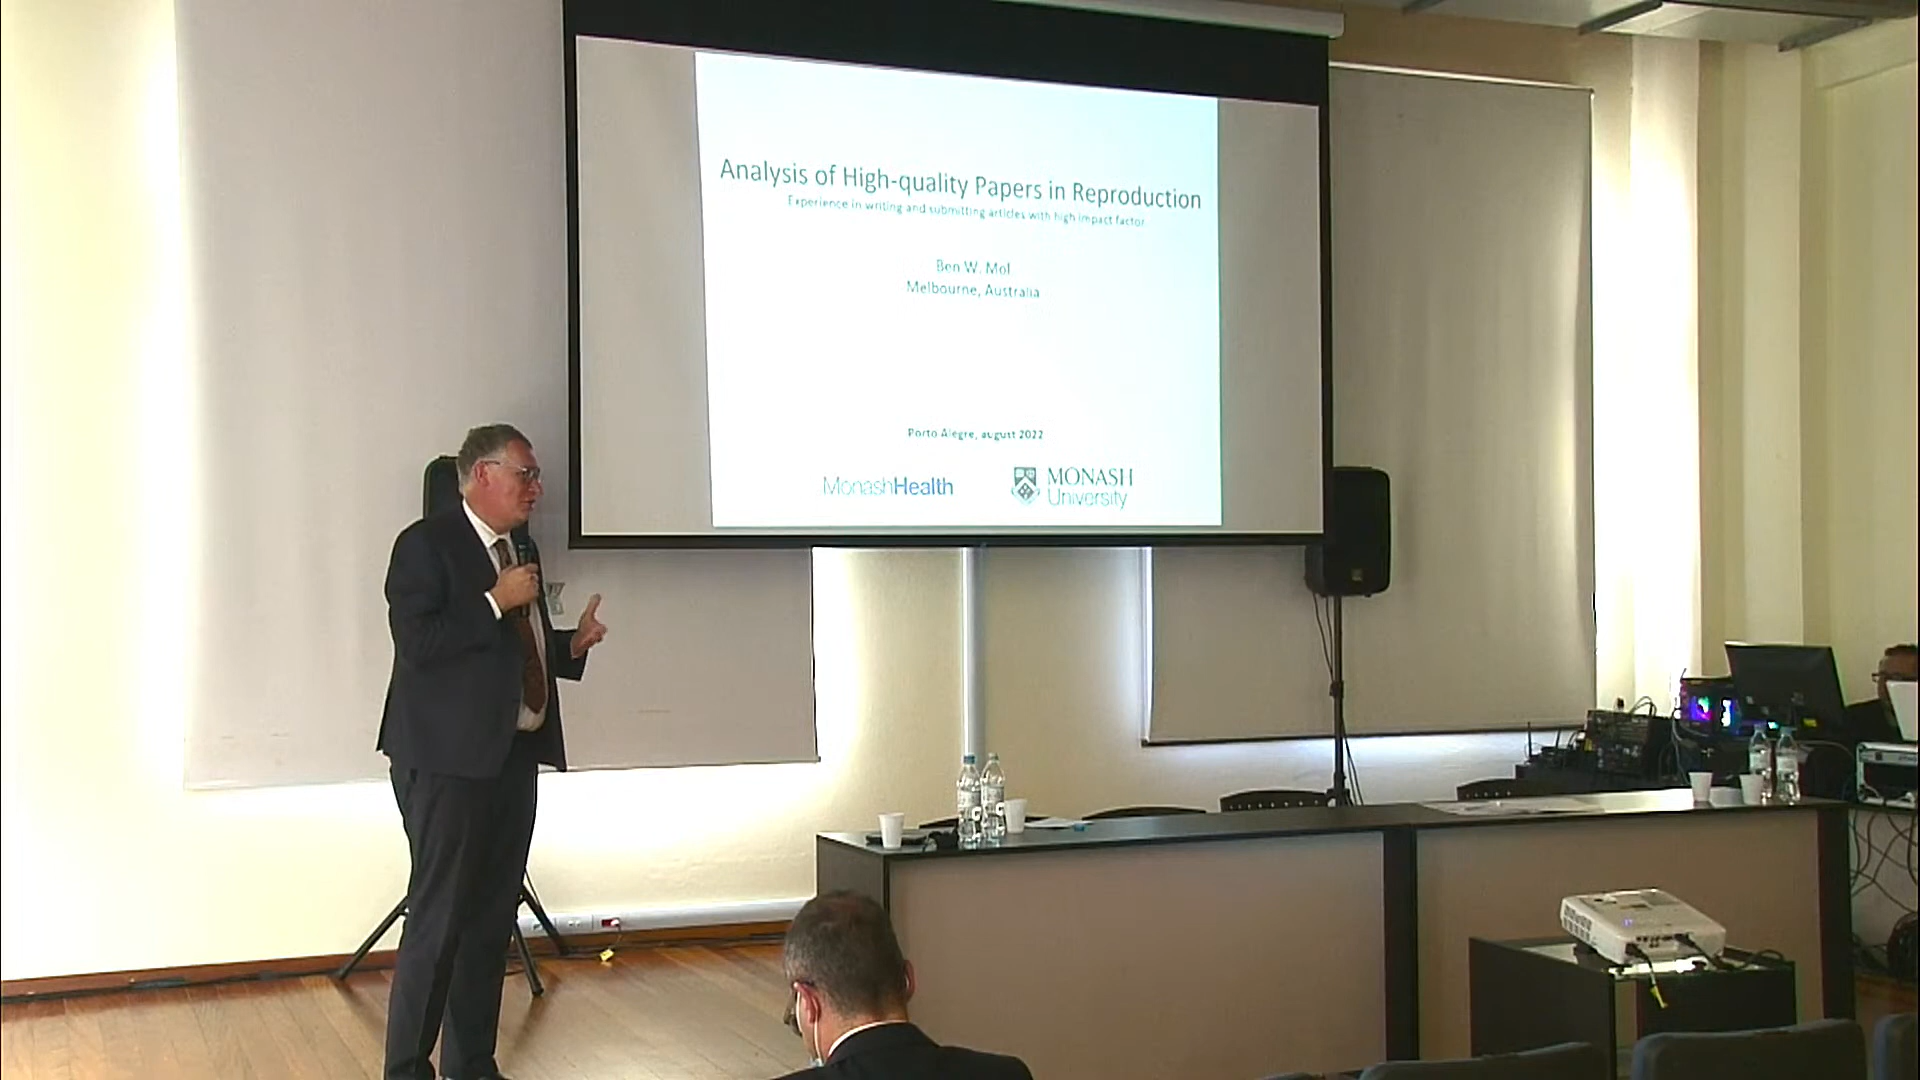 Analysis of High-quality Papers in Reproduction
Experience in writing and submitting articles with high impact factor
Ben W. Mol
Melbourne, Australia
Porto Alegre, august 2022
MonashHealth
MONASH
University